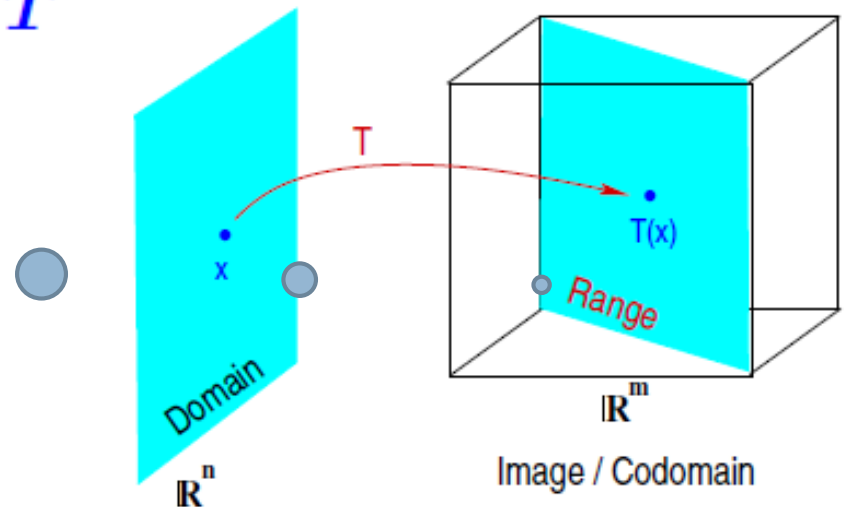 T
T
x
T(x)
Domain
Range
ℝⁿ
ℝᵐ
Image / Codomain